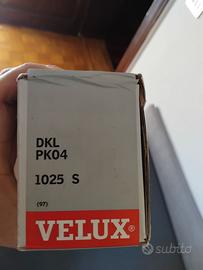 DKL
PK04
1025 S
(97)
VELUX®
subito